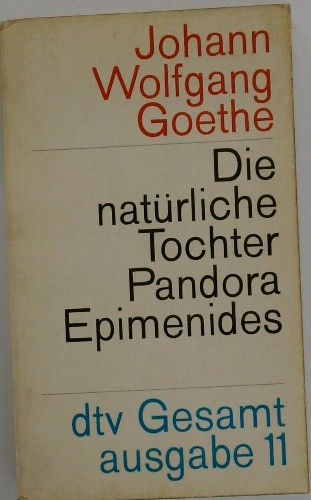 Johann
Wolfgang
Goethe
Die
natürliche
Tochter
Pandora
Epimenides
dtv Gesamt
ausgabe 11